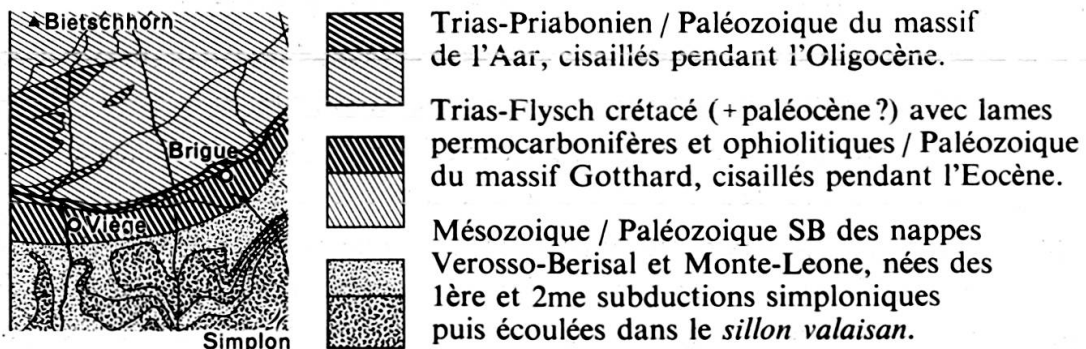 Bietschhorn
Brigue
Viège
Simplon
Trias-Priabonien / Paléozoique du massif
de l'Aar, cisaillés pendant l'Oligocène.
Trias-Flysch crétacé (+ paléocène ?) avec lames
permocarbonifères et ophiolitiques / Paléozoique
du massif Gotthard, cisaillés pendant l'Eocène.
Mésozoique / Paléozoique SB des nappes
Verosso-Berisal et Monte-Leone, nées des
1ère et 2me subductions simploniques
puis écoulées dans le sillon valaisan.